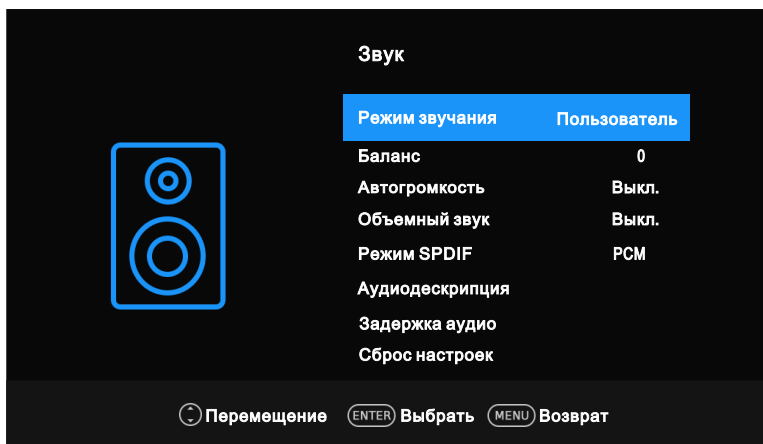 Звук
Режим звучания Пользователь
Баланс 0
Автогромкость Выкл.
Объемный звук Выкл.
Режим SPDIF PCM
Аудиодескрипция
Задержка аудио
Сброс настроек
Перемещение ENTER Выбрать MENU Возврат